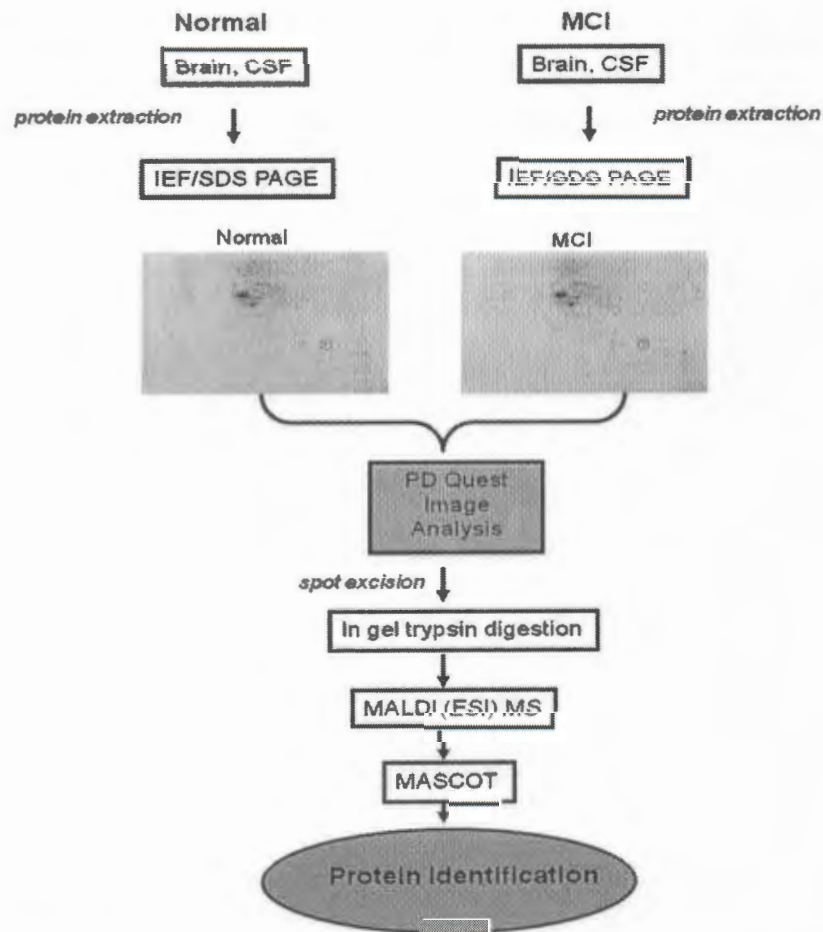 Normal
MCI
Brain, CSF
Brain, CSF
protein extraction
protein extraction
IEF/SDS PAGE
IEF/SDS PAGE
Normal
MCI
PD Quest
Image
Analysis
spot excision
In gel trypsin digestion
MALDI (ESI) MS
MASCOT
Protein Identification